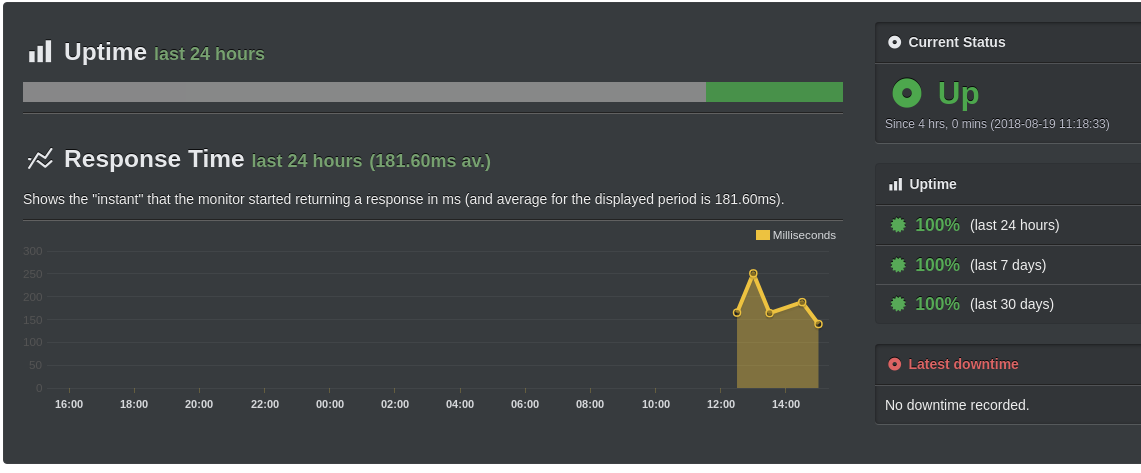 Uptime last 24 hours
Response Time last 24 hours (181.60ms av.)
Shows the "instant" that the monitor started returning a response in ms (and average for the displayed period is 181.60ms).
Milliseconds
300
250
200
150
100
50
0
16:00 18:00 20:00 22:00 00:00 02:00 04:00 06:00 08:00 10:00 12:00 14:00
Current Status
Up
Since 4 hrs, 0 mins (2018-08-19 11:18:33)
Uptime
100% (last 24 hours)
100% (last 7 days)
100% (last 30 days)
Latest downtime
No downtime recorded.